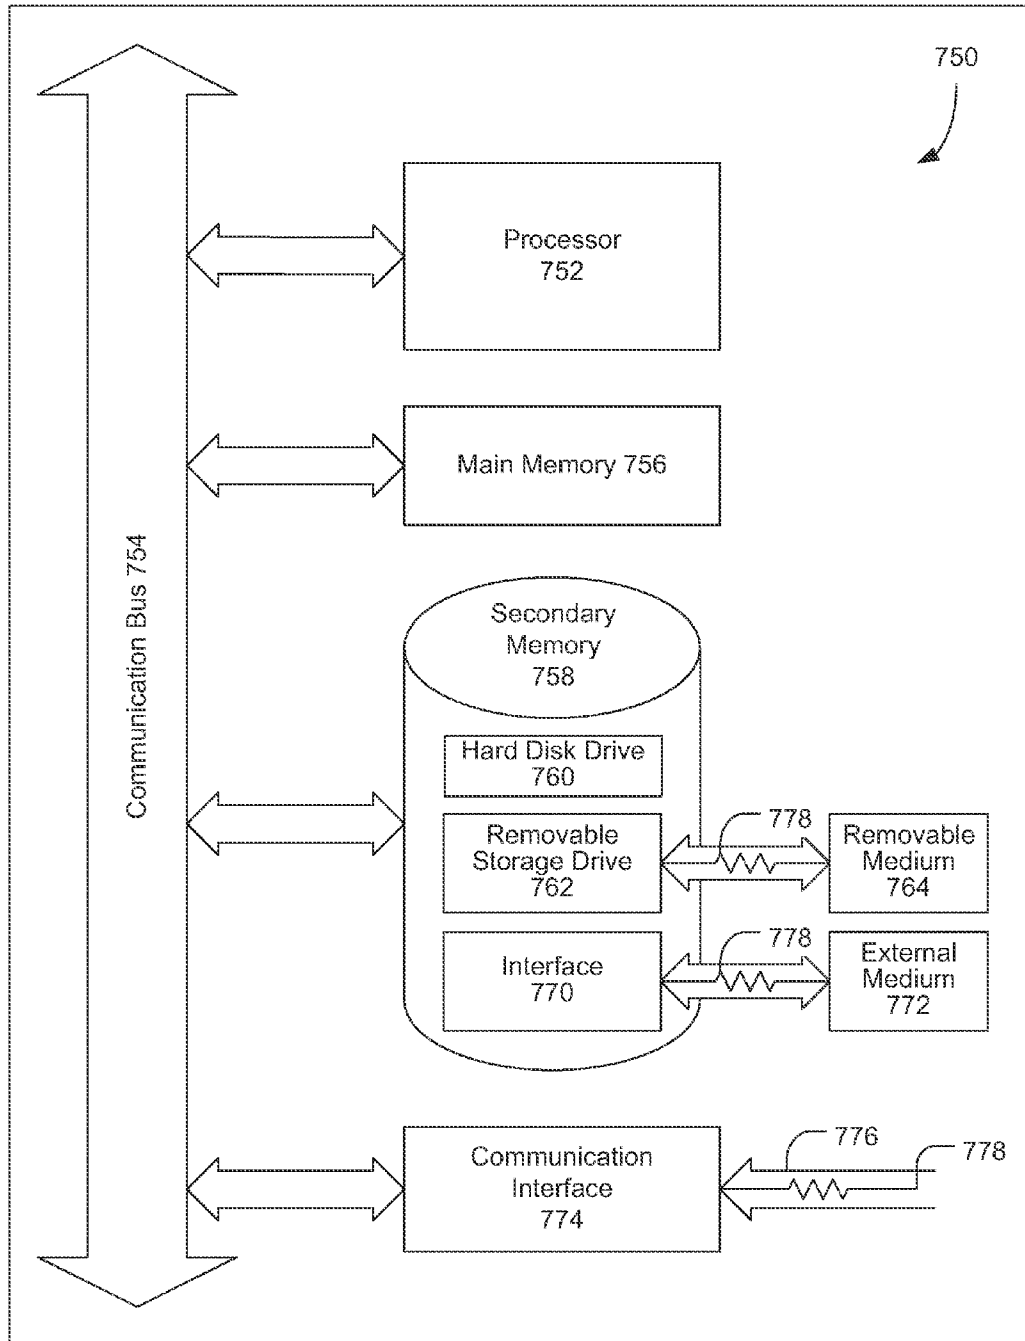 750
Processor
752
Main Memory 756
Communication Bus 754
Secondary
Memory
758
Hard Disk Drive
760
Removable
Storage Drive
762
778
Removable
Medium
764
Interface
770
778
External
Medium
772
Communication
Interface
774
776
778